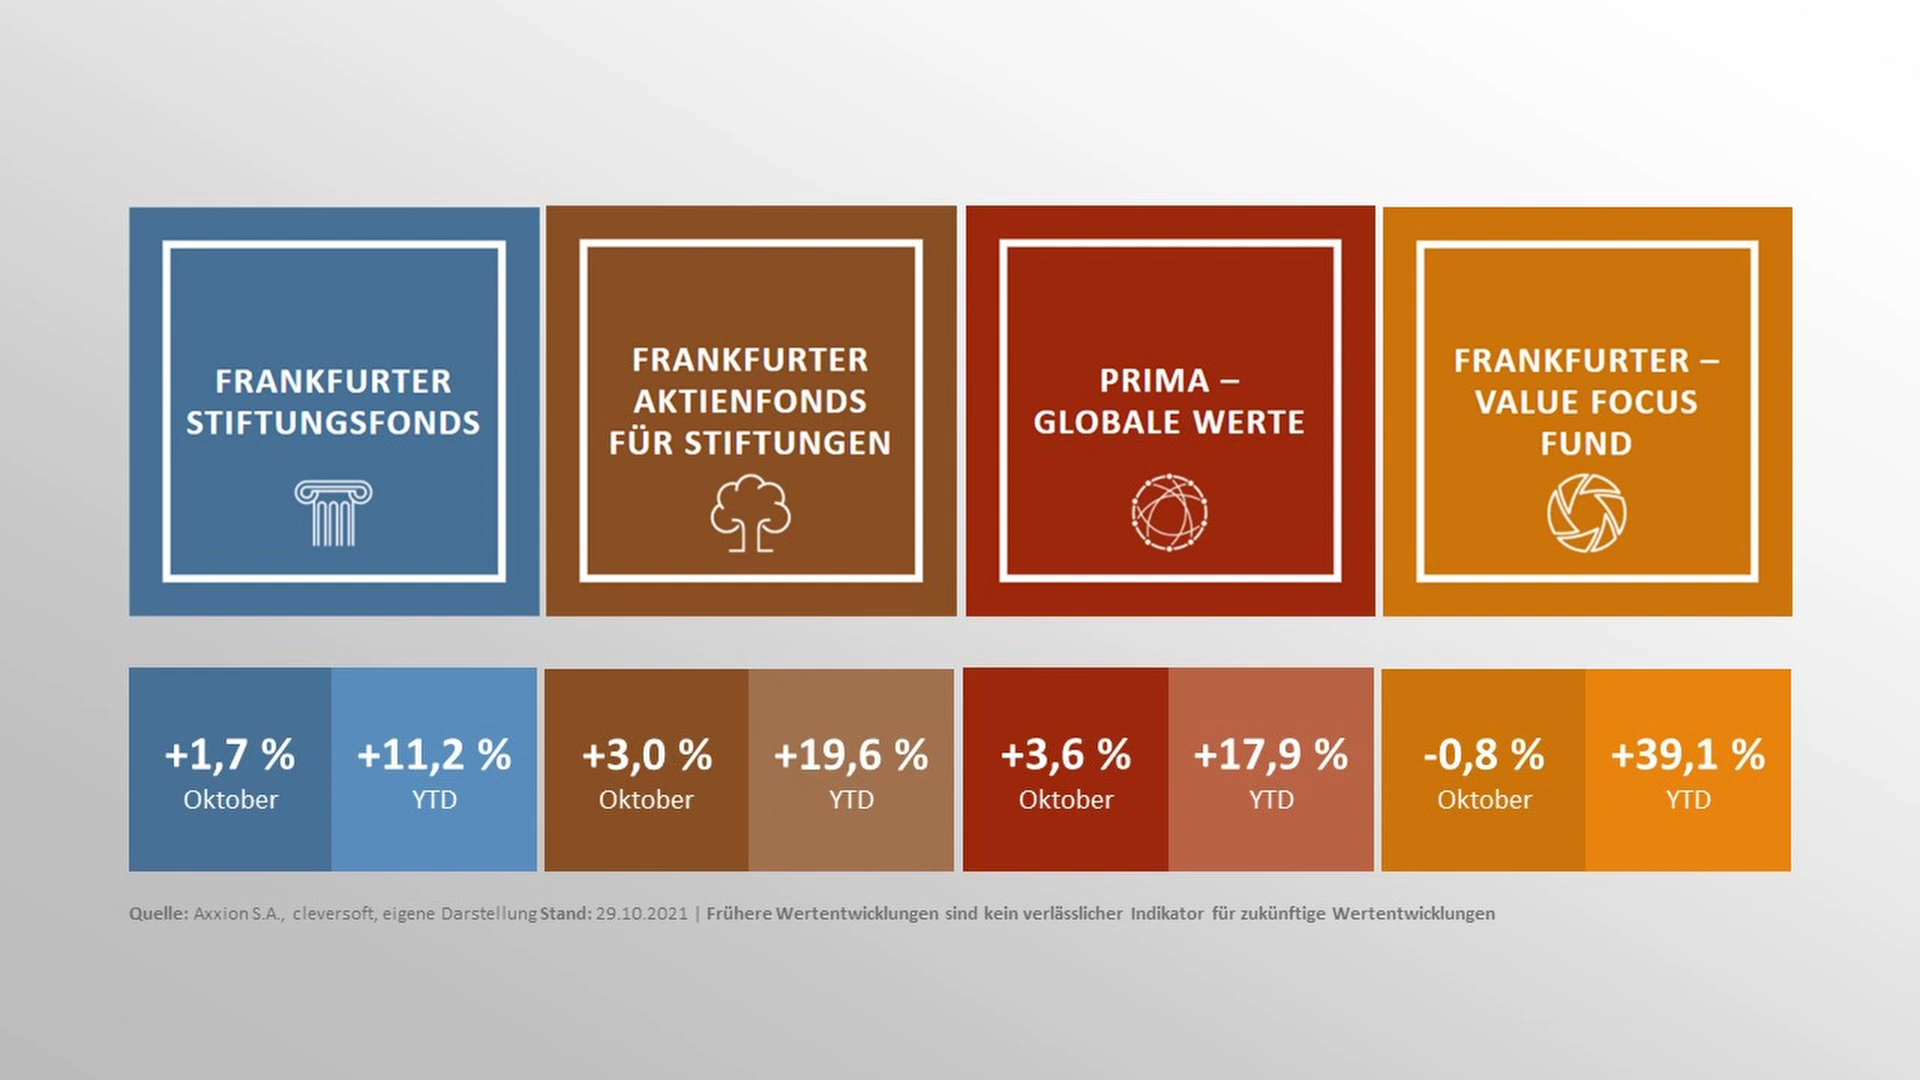 FRANKFURTER
STIFTUNGSFONDS
FRANKFURTER
AKTIENFONDS
FÜR STIFTUNGEN
PRIMA –
GLOBALE WERTE
FRANKFURTER –
VALUE FOCUS
FUND
+1,7 %
Oktober
+11,2 %
YTD
+3,0 %
Oktober
+19,6 %
YTD
+3,6 %
Oktober
+17,9 %
YTD
-0,8 %
Oktober
+39,1 %
YTD
Quelle: Axxion S.A., cleversoft, eigene Darstellung Stand: 29.10.2021 | Frühere Wertentwicklungen sind kein verlässlicher Indikator für zukünftige Wertentwicklungen